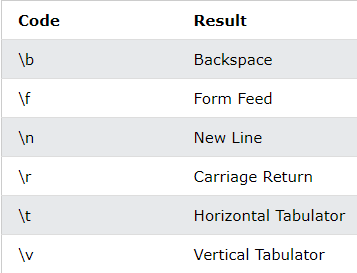 Code Result
\b Backspace
\f Form Feed
\n New Line
\r Carriage Return
\t Horizontal Tabulator
\v Vertical Tabulator